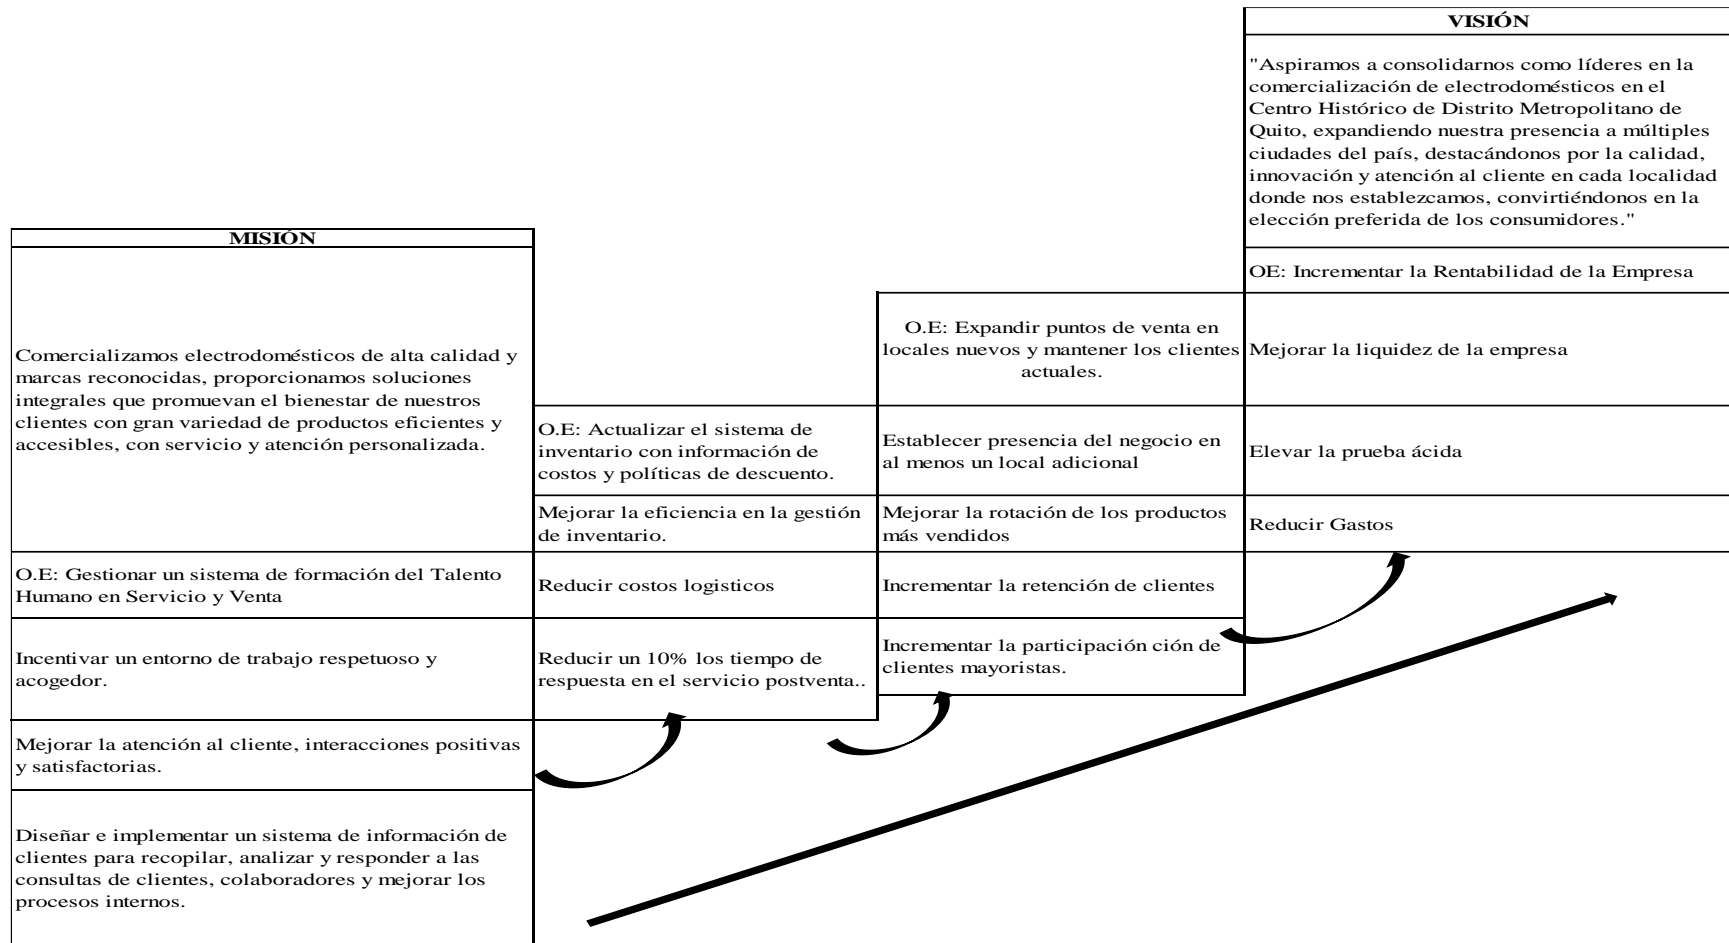 MISIÓN
Comercializamos electrodomésticos de alta calidad y
marcas reconocidas, proporcionamos soluciones
integrales que promuevan el bienestar de nuestros
clientes con gran variedad de productos eficientes y
accesibles, con servicio y atención personalizada.
O.E: Gestionar un sistema de formación del Talento
Humano en Servicio y Venta
Incentivar un entorno de trabajo respetuoso y
acogedor.
Mejorar la atención al cliente, interacciones positivas
y satisfactorias.
Diseñar e implementar un sistema de información de
clientes para recopilar, analizar y responder a las
consultas de clientes, colaboradores y mejorar los
procesos internos.
O.E: Actualizar el sistema de
inventario con información de
costos y políticas de descuento.
Mejorar la eficiencia en la gestión
de inventario.
Reducir costos logisticos
Reducir un 10% los tiempo de
respuesta en el servicio postventa..
O.E: Expandir puntos de venta en
locales nuevos y mantener los clientes
actuales.
Establecer presencia del negocio en
al menos un local adicional
Mejorar la rotación de los productos
más vendidos
Incrementar la retención de clientes
Incrementar la participación ción de
clientes mayoristas.
VISIÓN
"Aspiramos a consolidarnos como líderes en la
comercialización de electrodomésticos en el
Centro Histórico de Distrito Metropolitano de
Quito, expandiendo nuestra presencia a múltiples
ciudades del país, destacándonos por la calidad,
innovación y atención al cliente en cada localidad
donde nos establezcamos, convirtiéndonos en la
elección preferida de los consumidores."
OE: Incrementar la Rentabilidad de la Empresa
Mejorar la liquidez de la empresa
Elevar la prueba ácida
Reducir Gastos